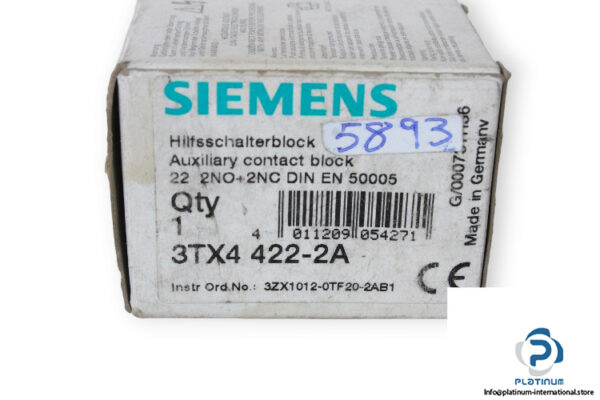 SIEMENS
Hilfsschalterblock
5893
Auxiliary contact block
22 2NO+2NC DIN EN 50005
Qty
1
4 011209 054271
3TX4 422-2A
Instr Ord.No.: 3ZX1012-0TF20-2AB1
Made in Germany
CE
PLATINUM
Info@platinum-international.store